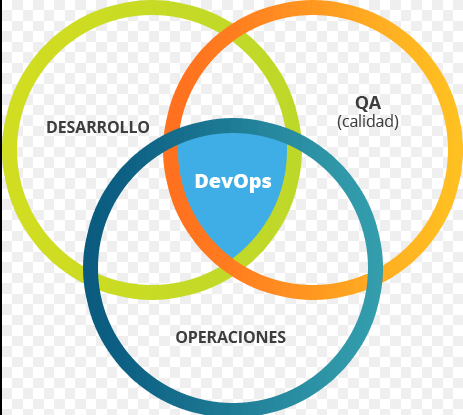 DESARROLLO
QA
(calidad)
DevOps
OPERACIONES